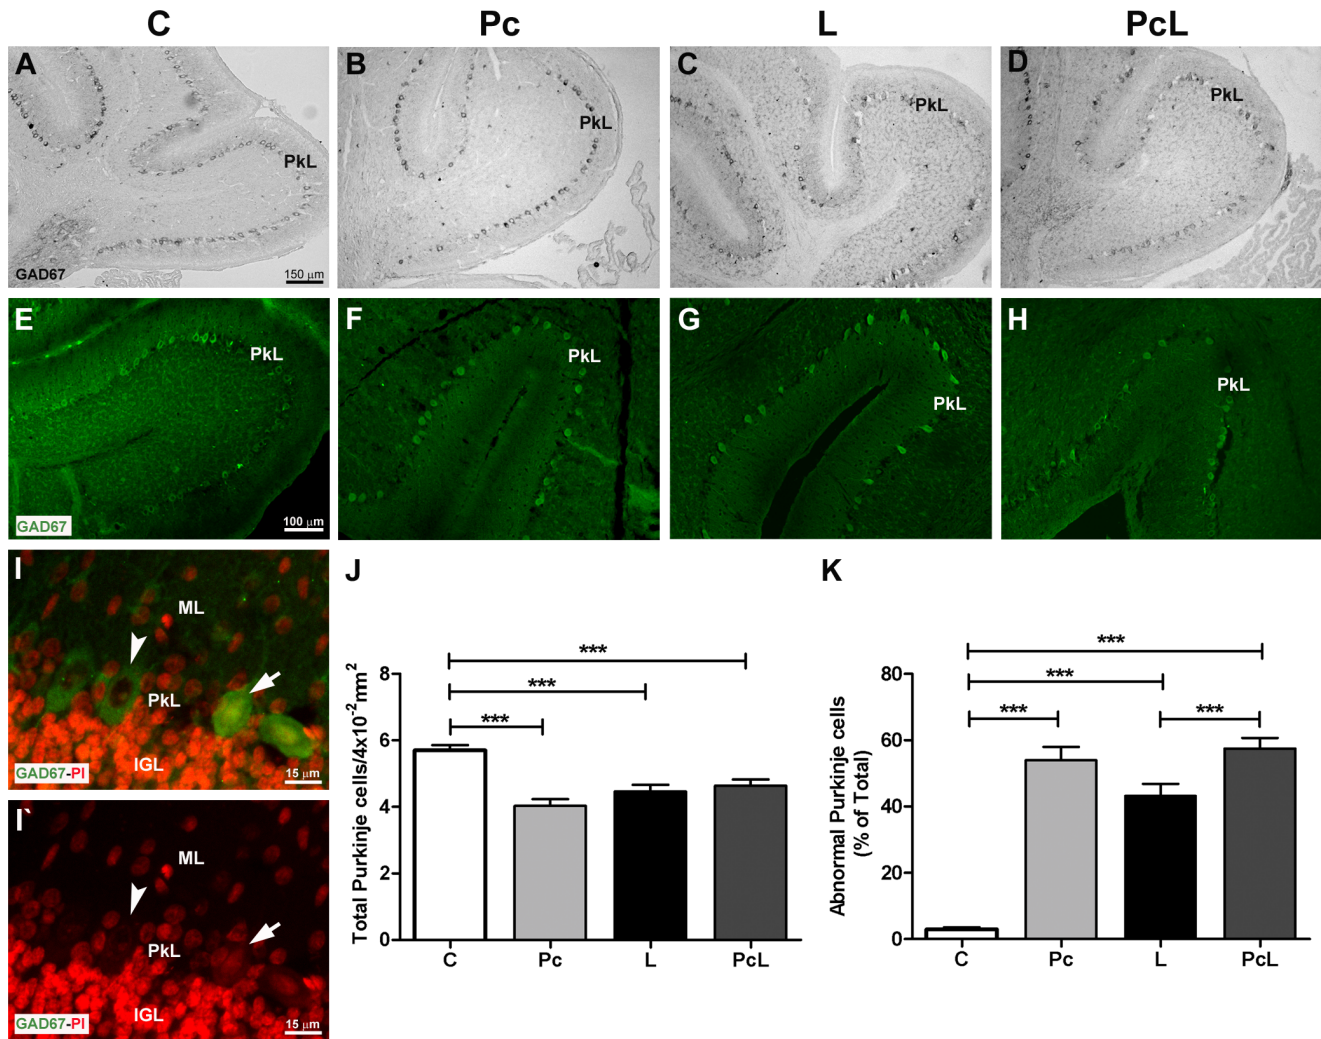 C Pc L PcL
A B C D
PkL PkL PkL PkL
GAD67 150 µm
E F G H
PkL PkL PkL PkL
GAD67 100 µm
I
ML
PkL
IGL
GAD67-PI 15 µm
I`
ML
PkL
IGL
GAD67-PI 15 µm
J
***
***
***
Total Purkinje cells/4x10⁻²mm²
8
6
4
2
0
C Pc L PcL
K
***
***
*** ***
Abnormal Purkinje cells
(% of Total)
80
60
40
20
0
C Pc L PcL